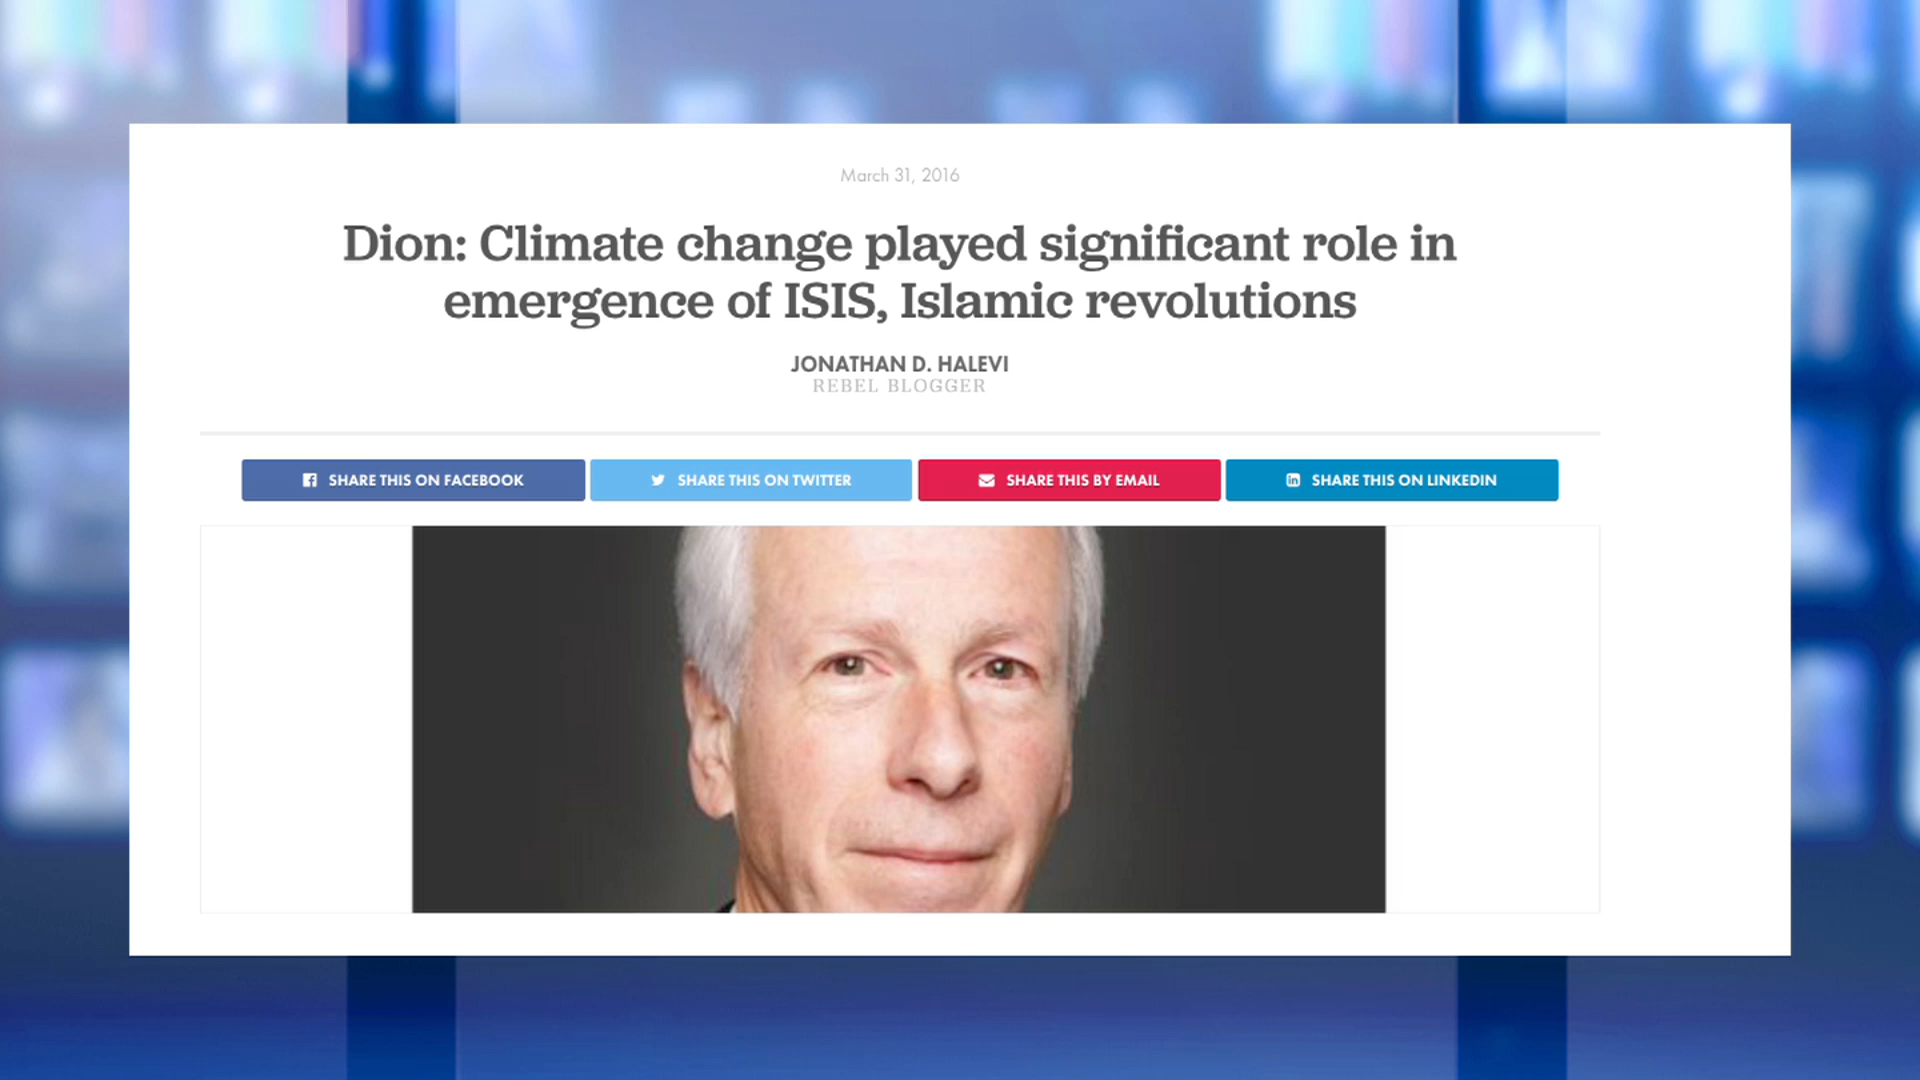 March 31, 2016
Dion: Climate change played significant role in
emergence of ISIS, Islamic revolutions
JONATHAN D. HALEVI
REBEL BLOGGER
SHARE THIS ON FACEBOOK
SHARE THIS ON TWITTER
SHARE THIS BY EMAIL
SHARE THIS ON LINKEDIN